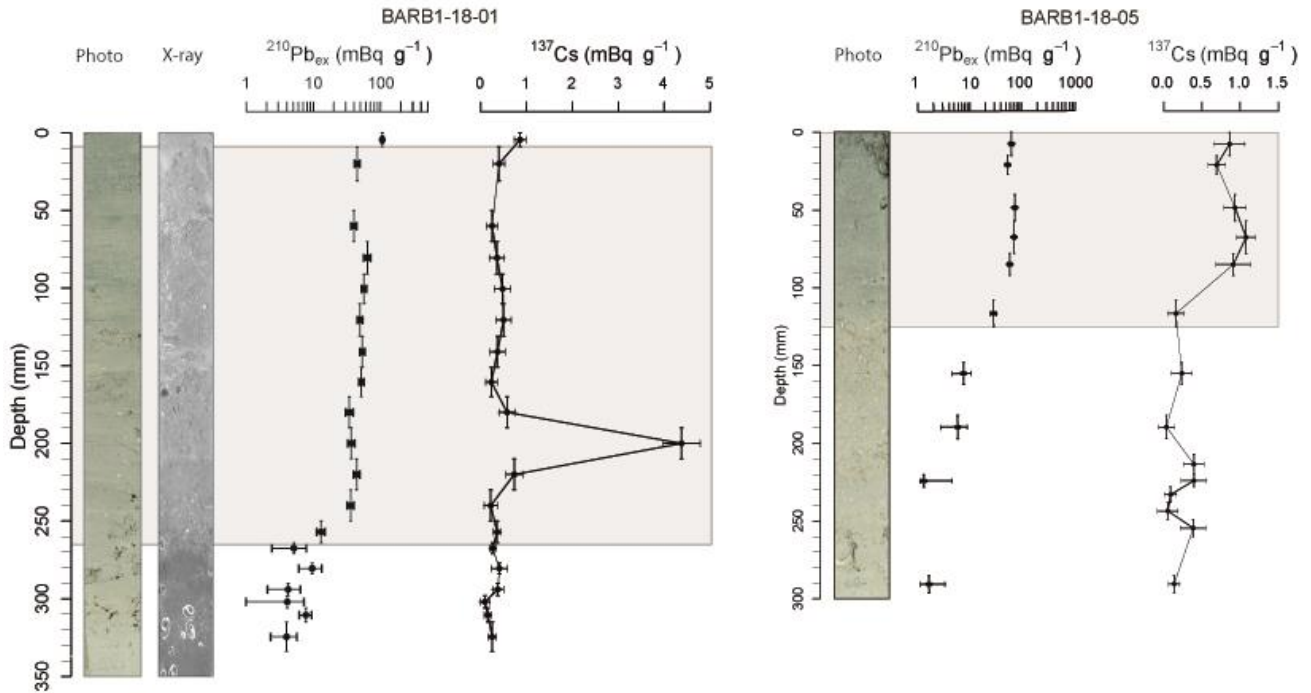 BARB1-18-01
Photo X-ray ²¹⁰Pbₑₓ (mBq g⁻¹) ¹³⁷Cs (mBq g⁻¹)
1 10 100 0 1 2 3 4 5
Depth (mm)
0
50
100
150
200
250
300
350
BARB1-18-05
Photo ²¹⁰Pbₑₓ (mBq g⁻¹) ¹³⁷Cs (mBq g⁻¹)
1 10 100 1000 0.0 0.5 1.0 1.5
Depth (mm)
0
50
100
150
200
250
300